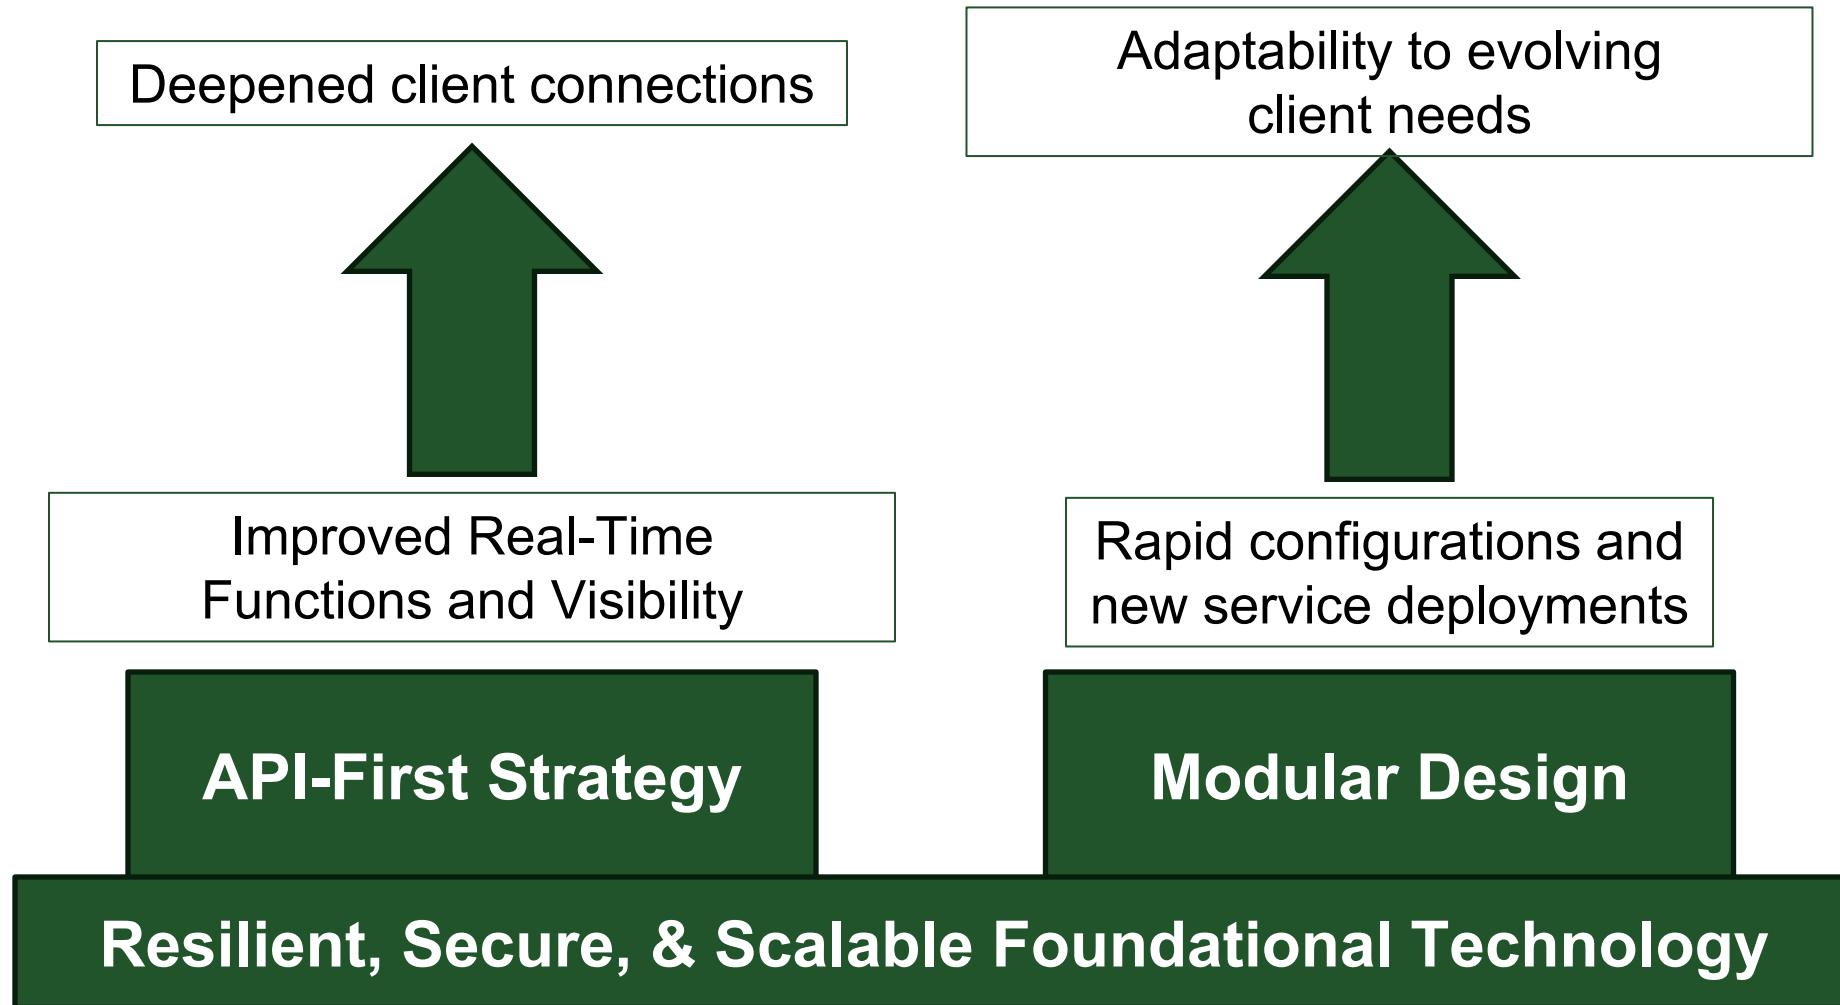 Deepened client connections
Adaptability to evolving
client needs
Improved Real-Time
Functions and Visibility
Rapid configurations and
new service deployments
API-First Strategy
Modular Design
Resilient, Secure, & Scalable Foundational Technology